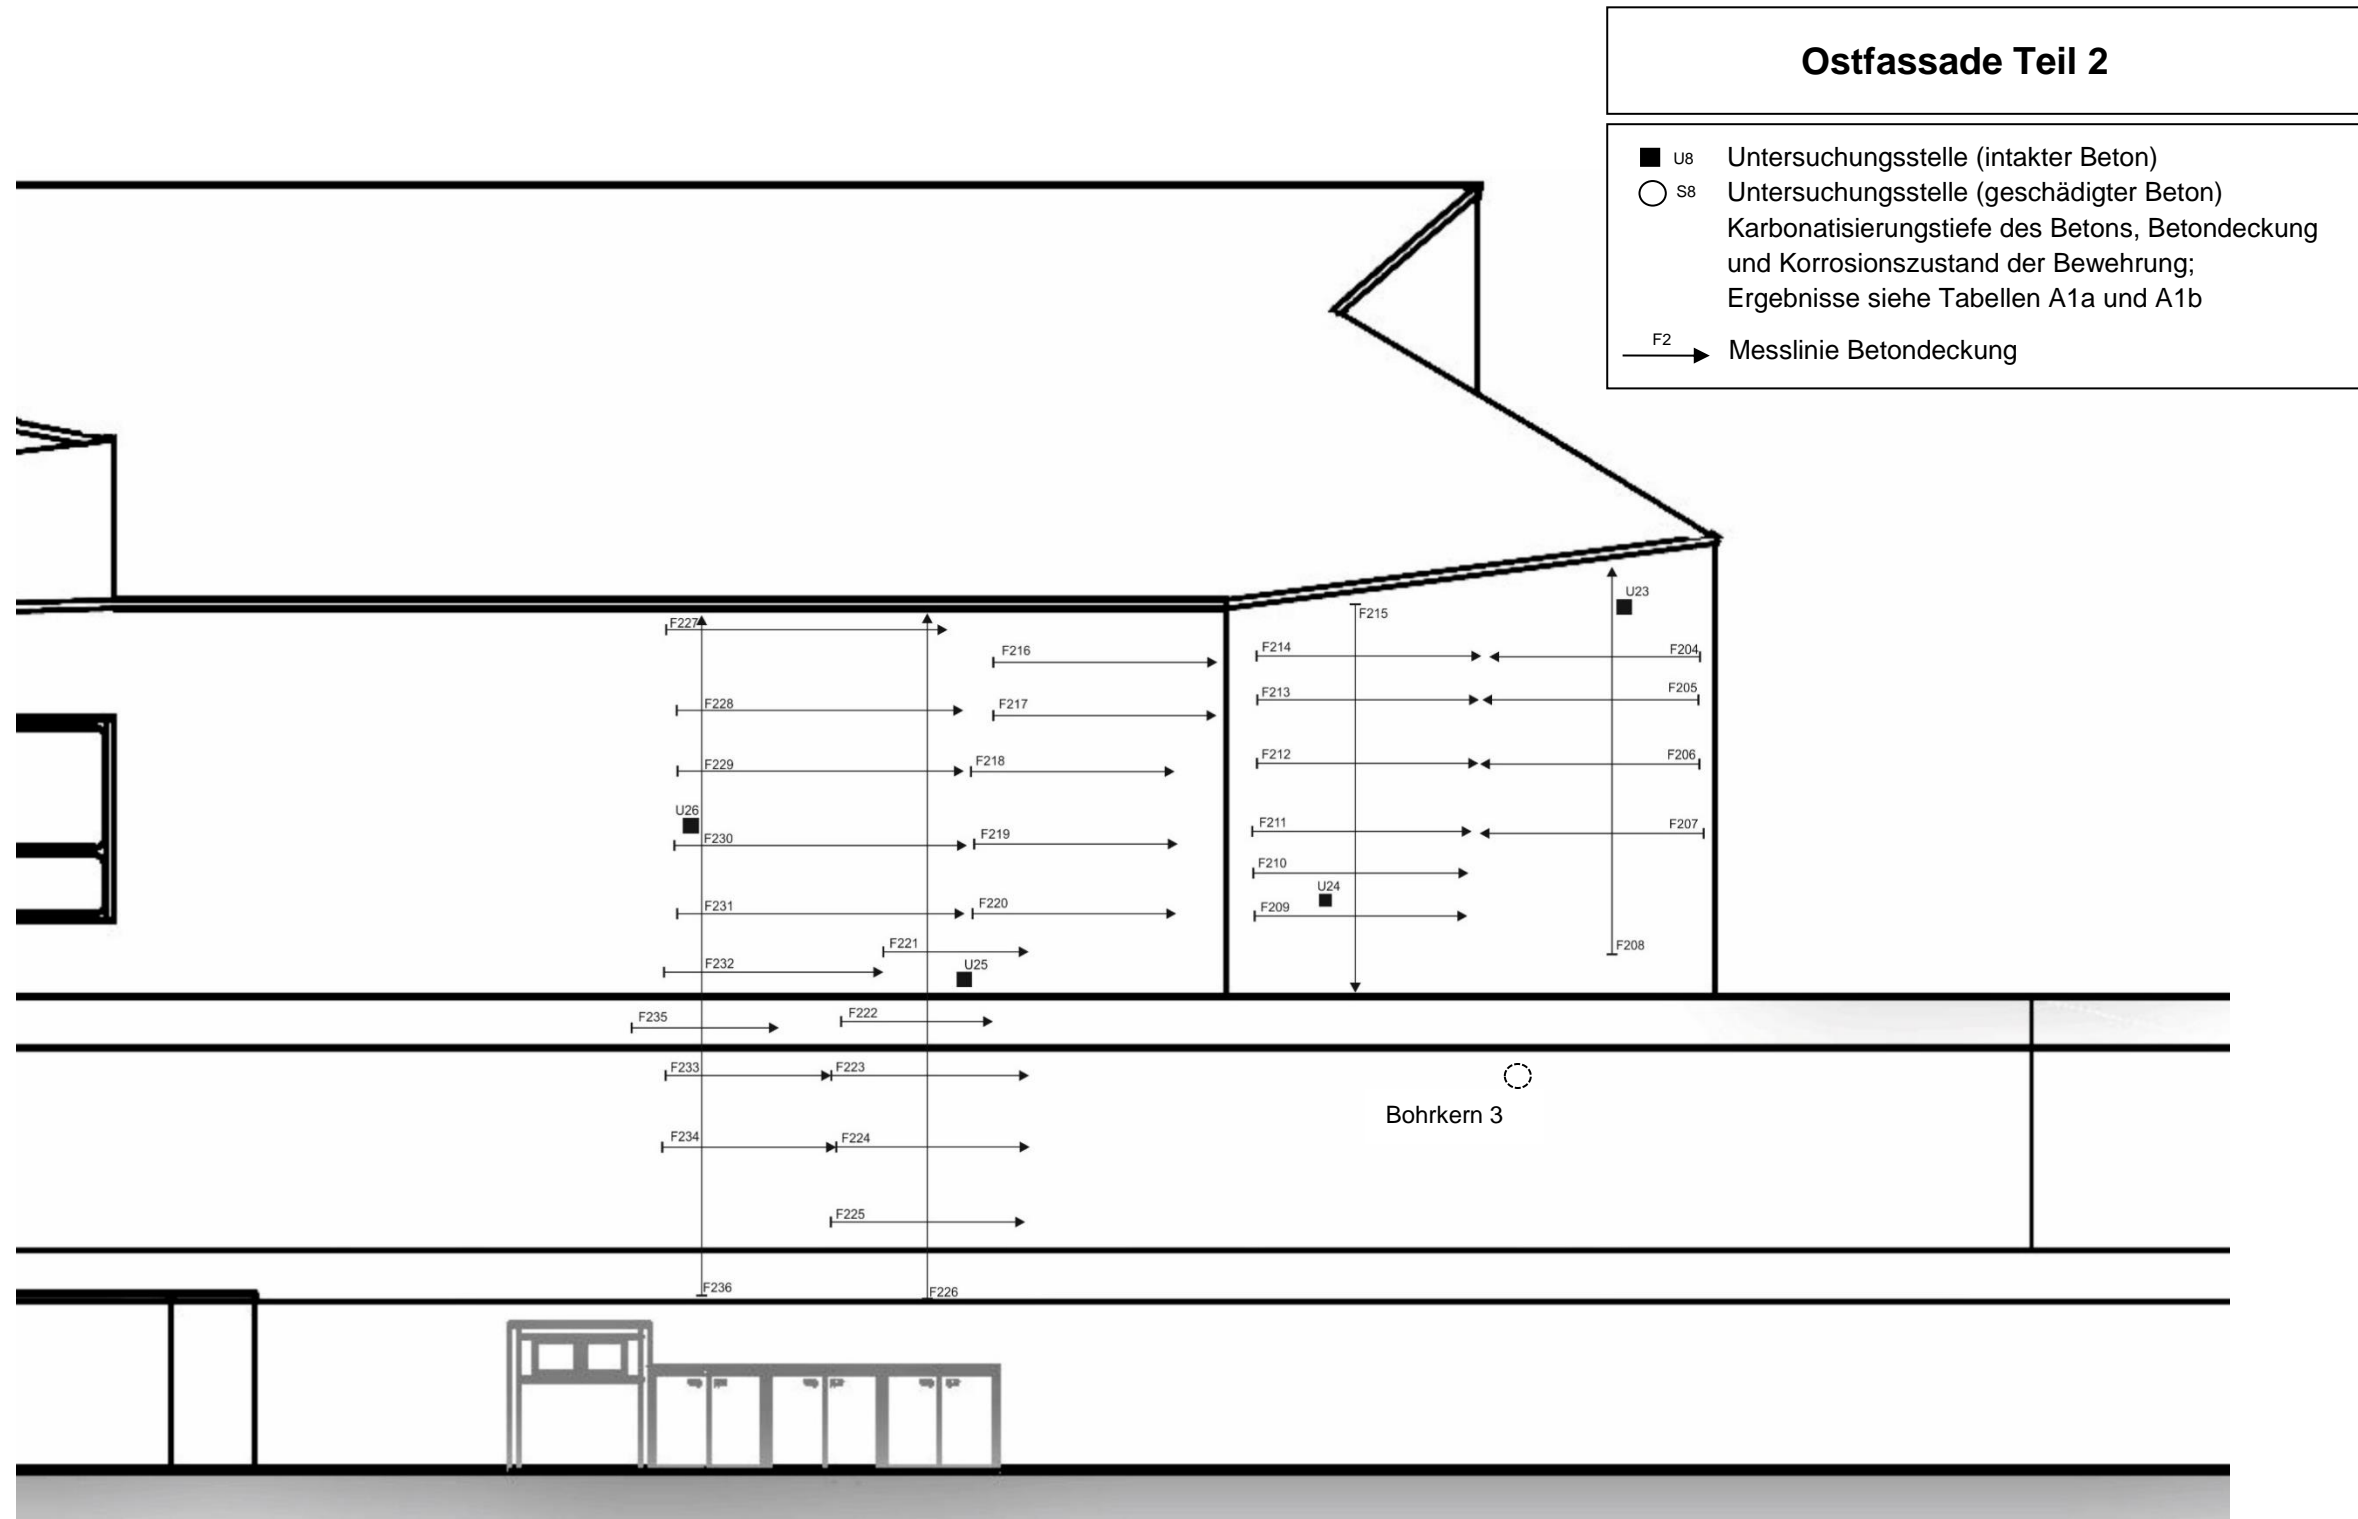 Ostfassade Teil 2
U8 Untersuchungsstelle (intakter Beton)
S8 Untersuchungsstelle (geschädigter Beton)
Karbonatisierungstiefe des Betons, Betondeckung
und Korrosionszustand der Bewehrung;
Ergebnisse siehe Tabellen A1a und A1b
F2 Messlinie Betondeckung
U23
F215
F227
F216
F214
F204
F228
F217
F213
F205
F229
F218
F212
F206
U26
F230
F219
F211
F207
F210
U24
F231
F220
F209
F221
F208
F232
U25
F235
F222
F233
F223
Bohrkern 3
F234
F224
F225
F236
F226